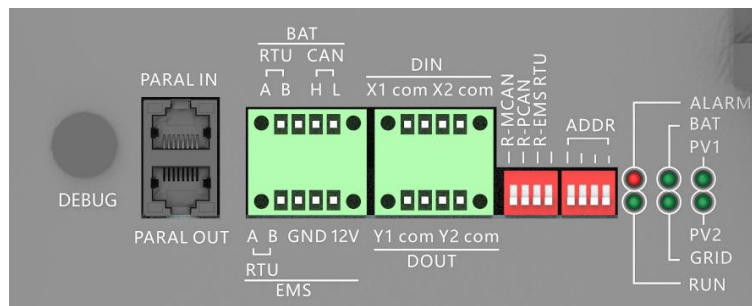 BAT
RTU CAN
A B H L
PARAL IN
DIN
X1 com X2 com
R-MCAN
R-PCAN
R-EMS RTU
ADDR
ALARM
BAT
PV1
DEBUG
PARAL OUT
A B GND 12V
RTU
EMS
Y1 com Y2 com
DOUT
PV2
GRID
RUN